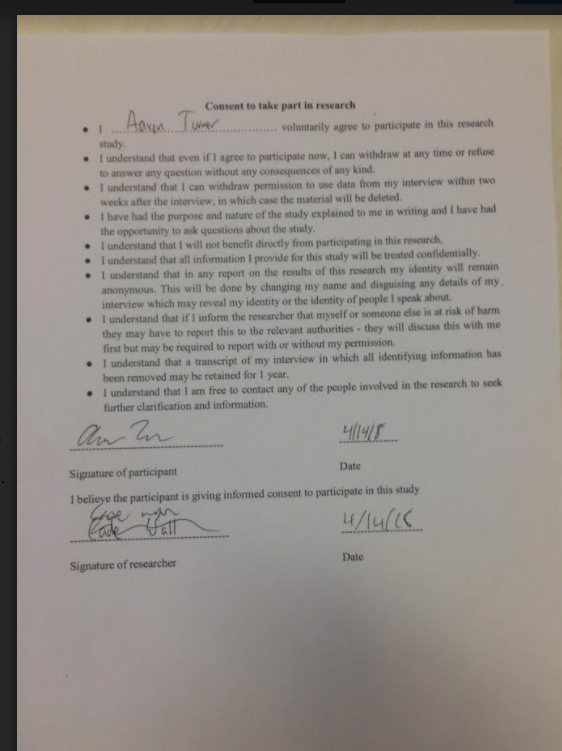 Consent to take part in research
• I ....Aaron Turner.................. voluntarily agree to participate in this research
study.
• I understand that even if I agree to participate now, I can withdraw at any time or refuse
to answer any question without any consequences of any kind.
• I understand that I can withdraw permission to use data from my interview within two
weeks after the interview, in which case the material will be deleted.
• I have had the purpose and nature of the study explained to me in writing and I have had
the opportunity to ask questions about the study.
• I understand that I will not benefit directly from participating in this research.
• I understand that all information I provide for this study will be treated confidentially.
• I understand that in any report on the results of this research my identity will remain
anonymous. This will be done by changing my name and disguising any details of my
interview which may reveal my identity or the identity of people I speak about.
• I understand that if I inform the researcher that myself or someone else is at risk of harm
they may have to report this to the relevant authorities - they will discuss this with me
first but may be required to report with or without my permission.
• I understand that a transcript of my interview in which all identifying information has
been removed may be retained for 1 year.
• I understand that I am free to contact any of the people involved in the research to seek
further clarification and information.
Signature of participant
Date
I believe the participant is giving informed consent to participate in this study
Signature of researcher
Date